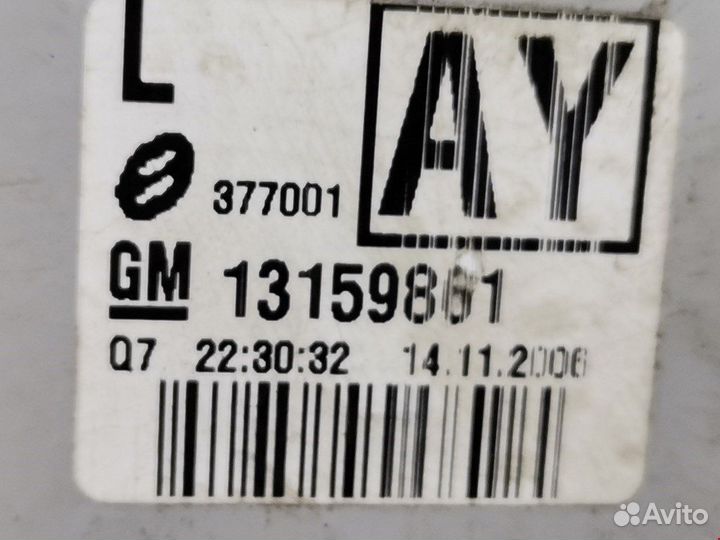 L
AY
377001
GM 13159861
Q7 22:30:32 14.11.2006
Avito